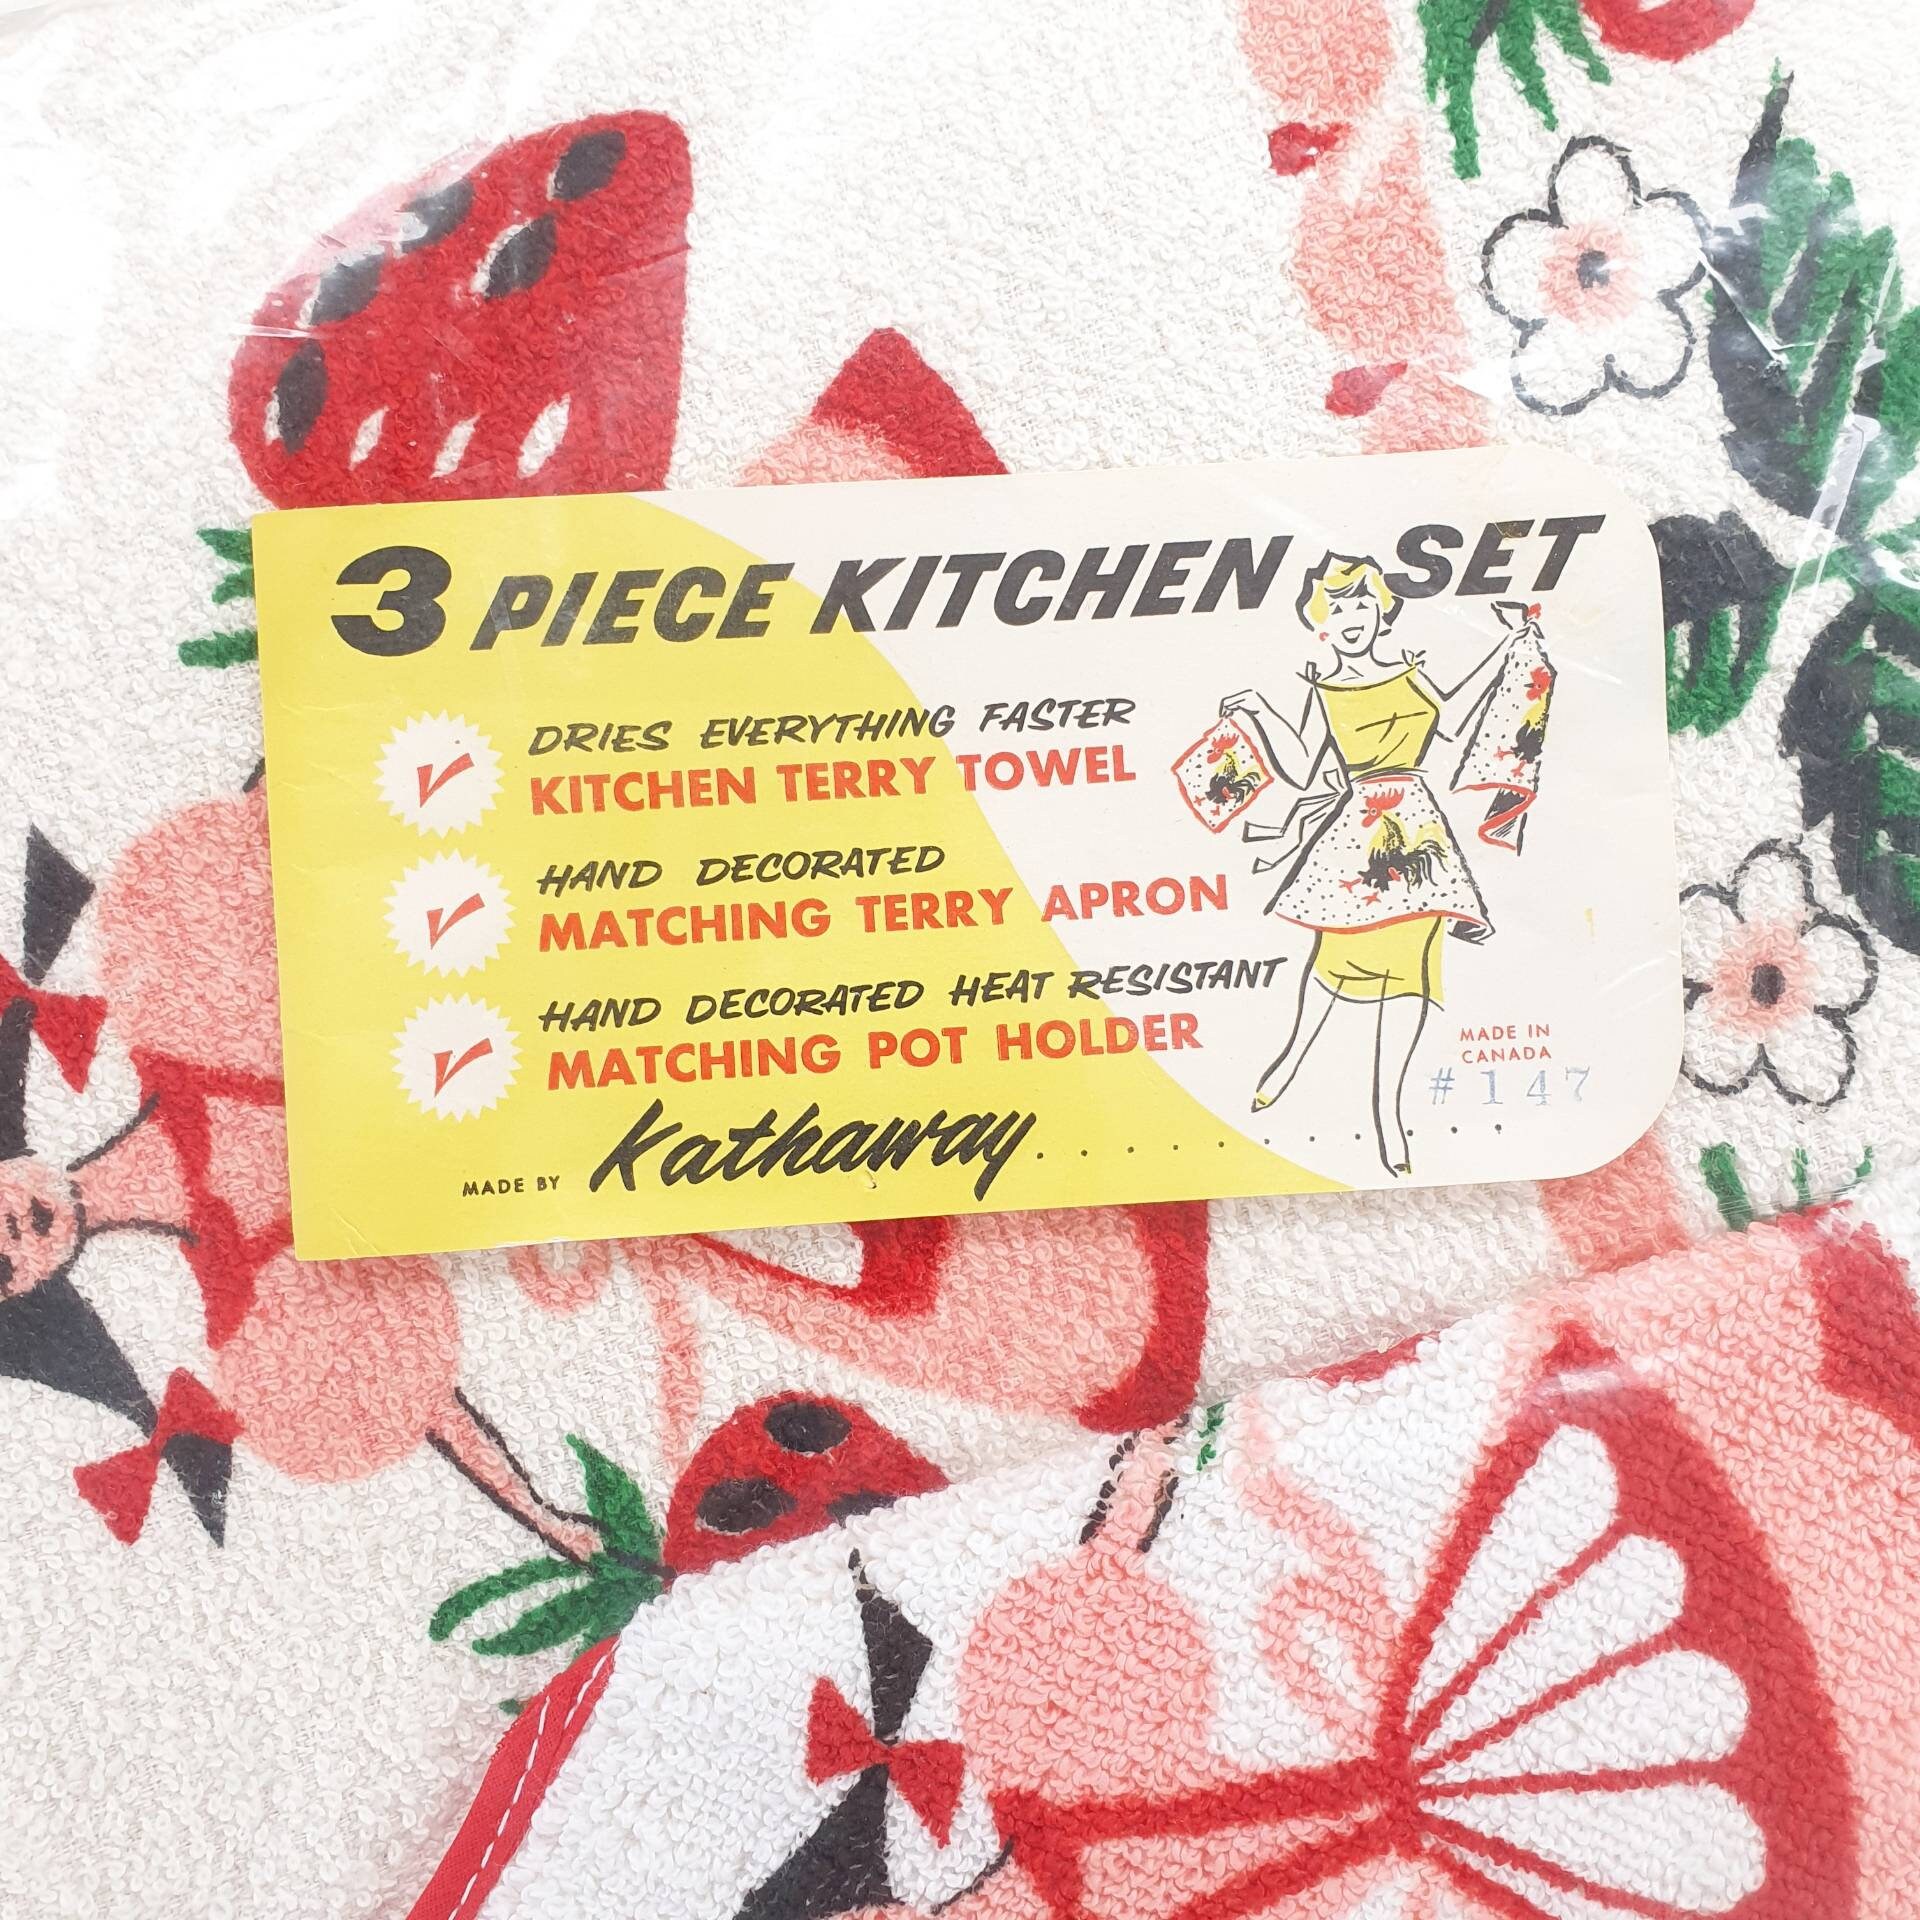 3 PIECE KITCHEN SET
DRIES EVERYTHING FASTER
KITCHEN TERRY TOWEL
HAND DECORATED
MATCHING TERRY APRON
HAND DECORATED HEAT RESISTANT
MATCHING POT HOLDER
MADE BY Kathaway..........
MADE IN
CANADA
#147